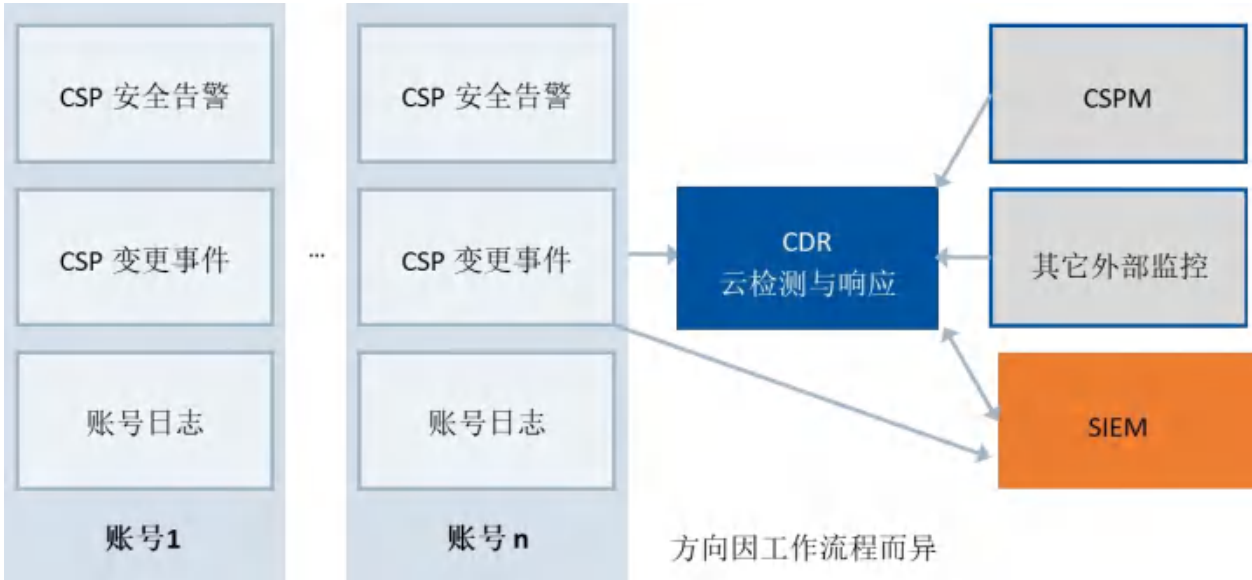 CSP 安全告警
CSP 变更事件
账号日志
账号1
...
CSP 安全告警
CSP 变更事件
账号日志
账号 n
CDR
云检测与响应
CSPM
其它外部监控
SIEM
方向因工作流程而异